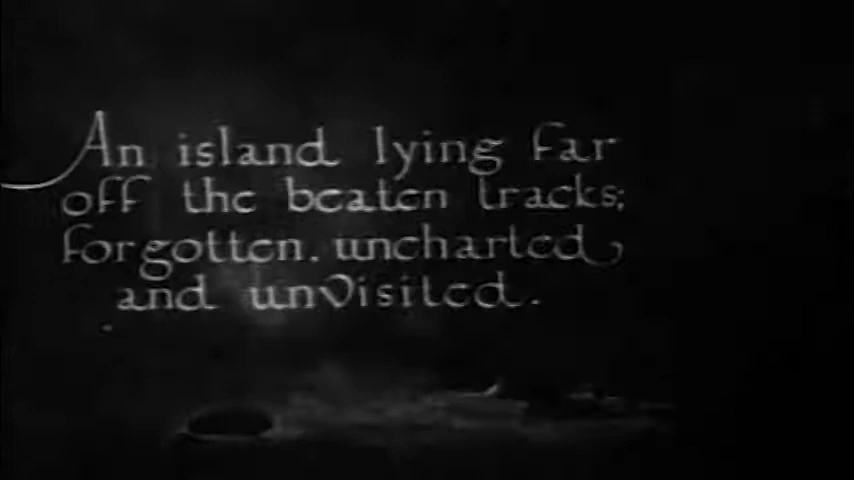 An island lying far
off the beaten tracks;
forgotten, uncharted
and unvisited.